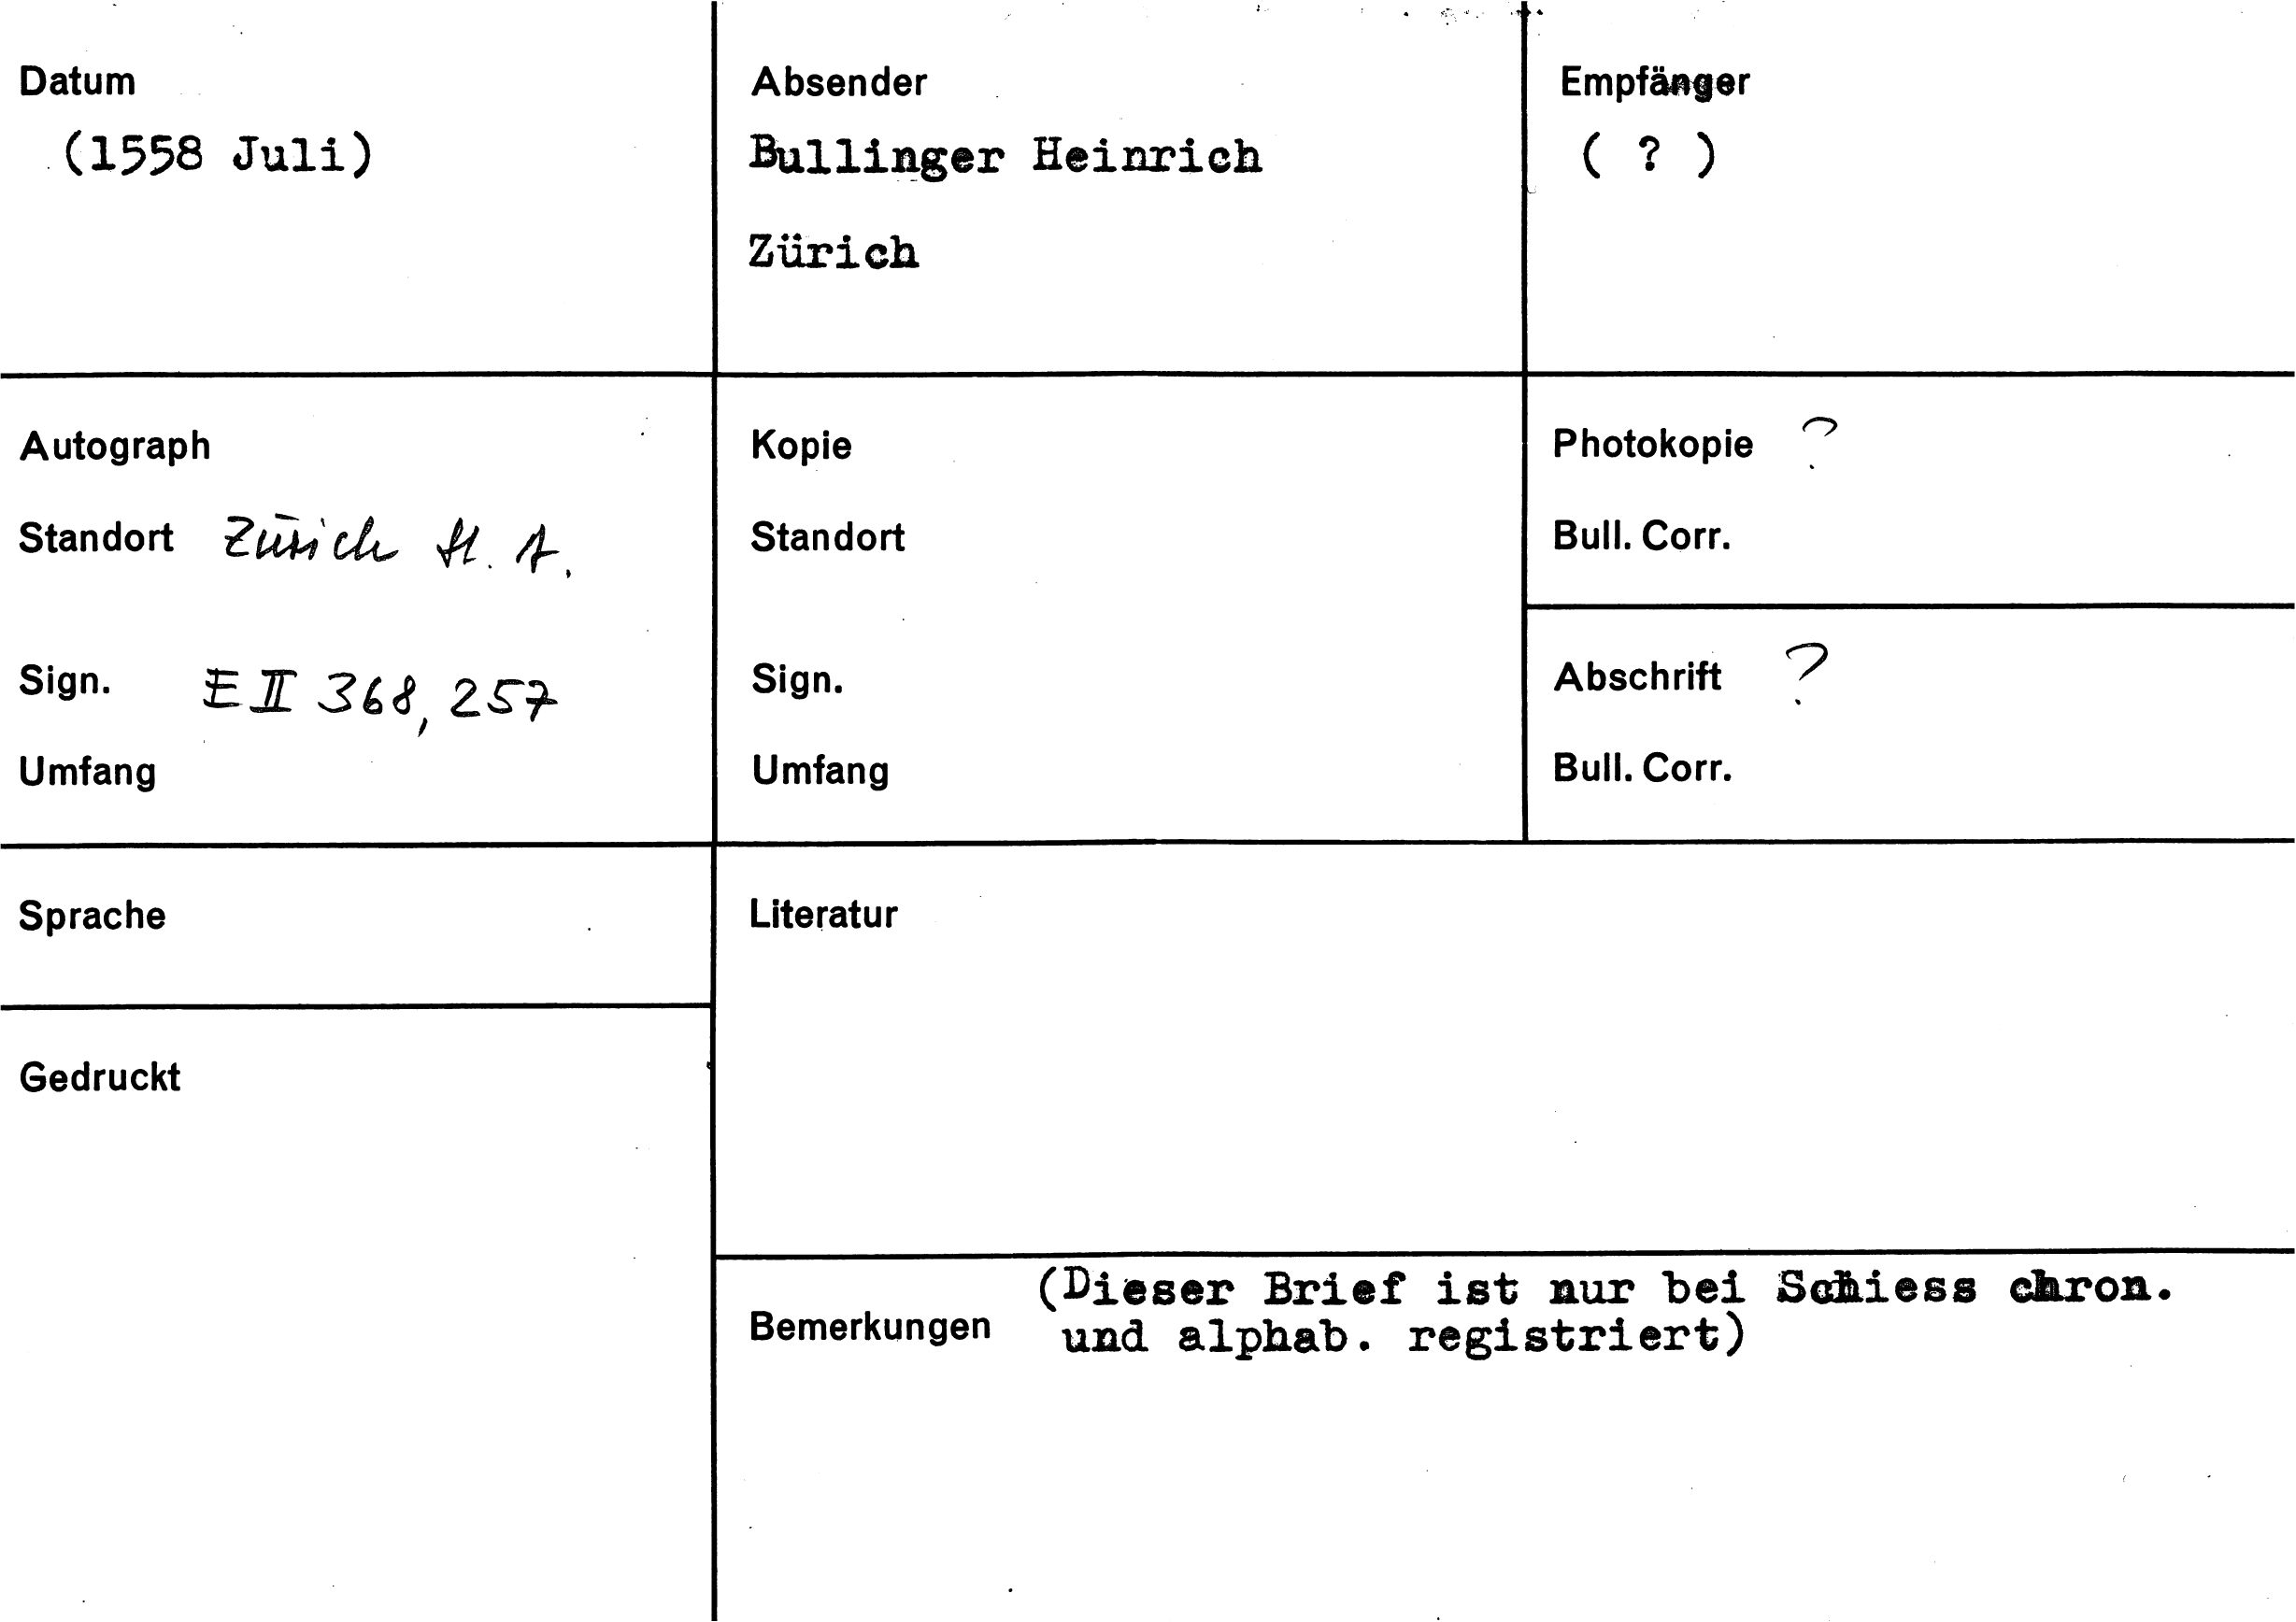 Datum
(1558 Juli)
Absender
Bullinger Heinrich
Zürich
Empfänger
( ? )
Autograph
Standort Zürich St. A.
Sign. E II 368, 257
Umfang
Kopie
Standort
Sign.
Umfang
Photokopie ?
Bull. Corr.
Abschrift ?
Bull. Corr.
Sprache
Gedruckt
Literatur
Bemerkungen (Dieser Brief ist nur bei Schiess chron.
und alphab. registriert)